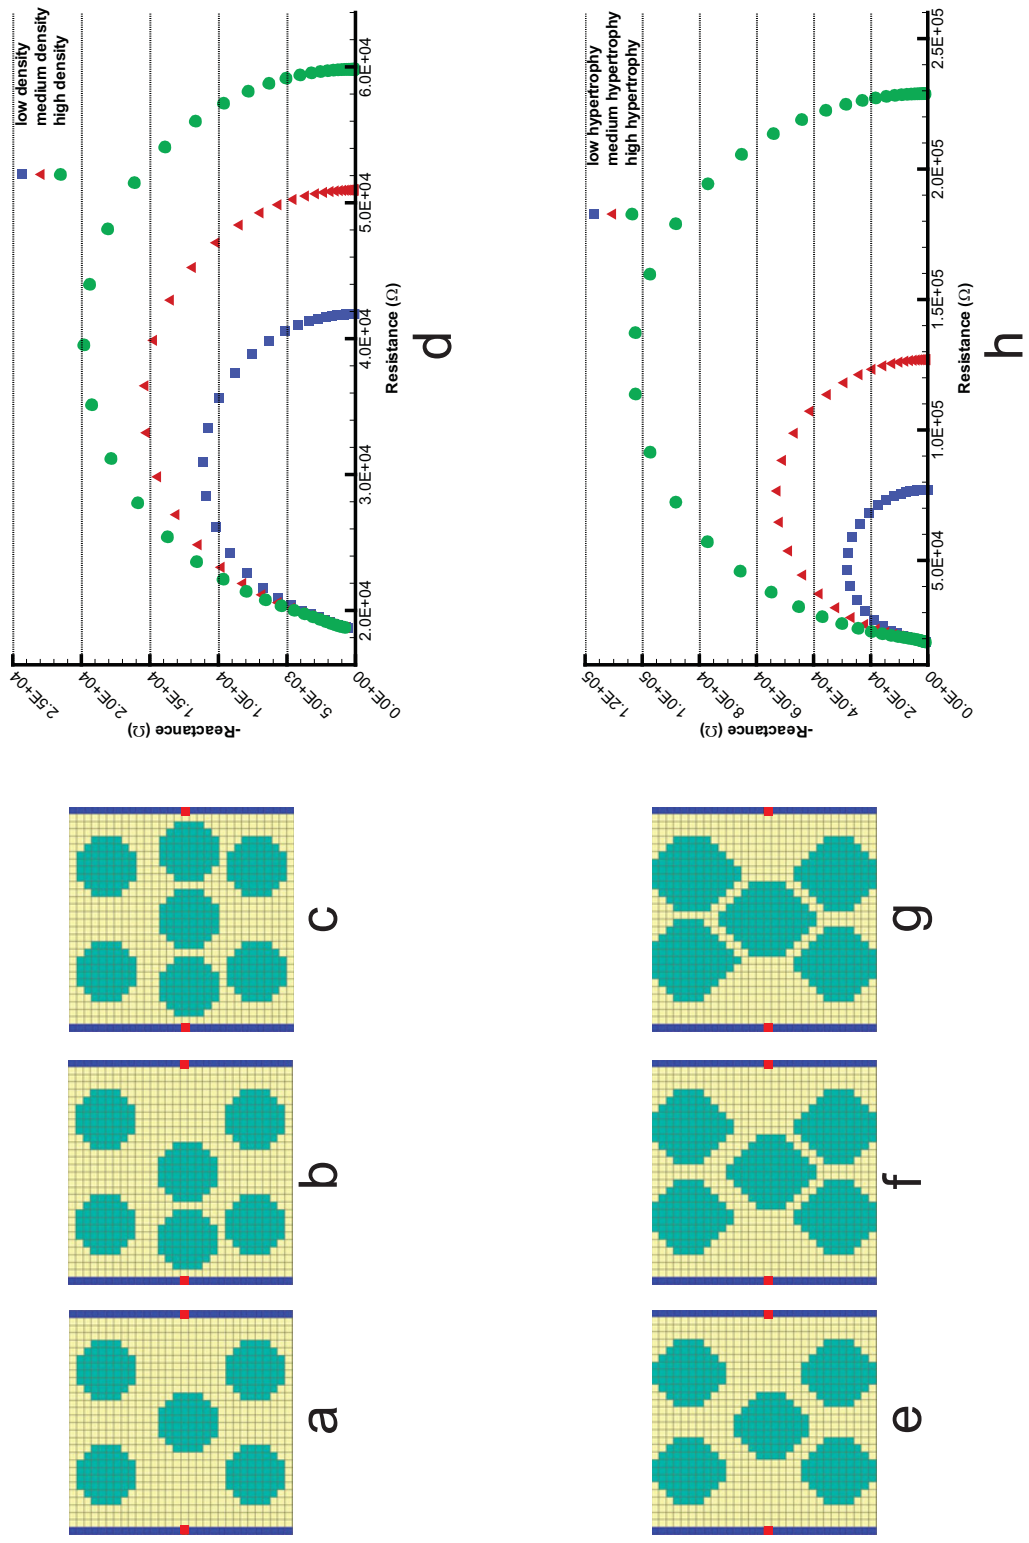 a
b
c
2.5E+04
2.0E+04
1.5E+04
1.0E+04
5.0E+03
0.0E+00
-Reactance (Ω)
2.0E+04
3.0E+04
4.0E+04
5.0E+04
6.0E+04
Resistance (Ω)
low density
medium density
high density
d
e
f
g
1.2E+05
1.0E+05
8.0E+04
6.0E+04
4.0E+04
2.0E+04
0.0E+00
-Reactance (Ω)
5.0E+04
1.0E+05
1.5E+05
2.0E+05
2.5E+05
Resistance (Ω)
low hypertrophy
medium hypertrophy
high hypertrophy
h